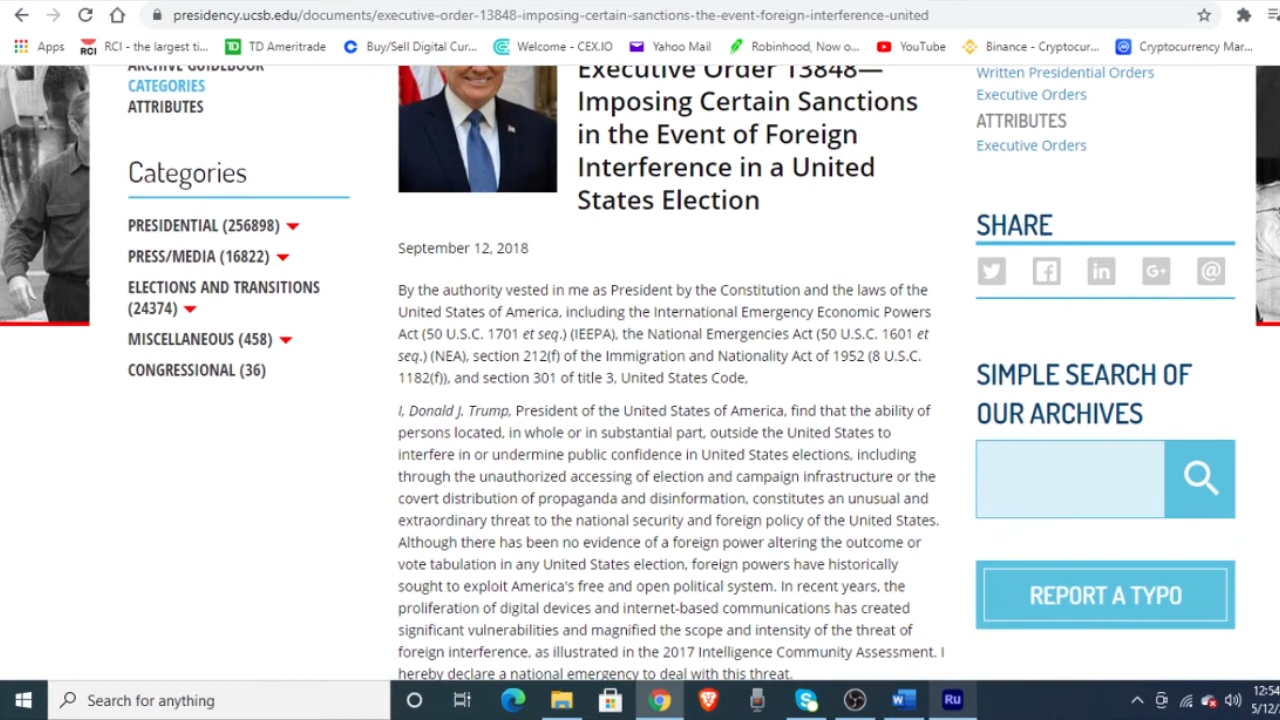 presidency.ucsb.edu/documents/executive-order-13848-imposing-certain-sanctions-the-event-foreign-interference-united
Apps
RCI
RCI - the largest ti...
TD Ameritrade
Buy/Sell Digital Cur...
Welcome - CEX.IO
Yahoo Mail
Robinhood, Now o...
YouTube
Binance - Cryptocur...
Cryptocurrency Mar...
ARCHIVE GUIDEBOOK
CATEGORIES
ATTRIBUTES
Categories
PRESIDENTIAL (256898)
PRESS/MEDIA (16822)
ELECTIONS AND TRANSITIONS
(24374)
MISCELLANEOUS (458)
CONGRESSIONAL (36)
Executive Order 13848—
Imposing Certain Sanctions
in the Event of Foreign
Interference in a United
States Election
September 12, 2018
By the authority vested in me as President by the Constitution and the laws of the
United States of America, including the International Emergency Economic Powers
Act (50 U.S.C. 1701 et seq.) (IEEPA), the National Emergencies Act (50 U.S.C. 1601 et
seq.) (NEA), section 212(f) of the Immigration and Nationality Act of 1952 (8 U.S.C.
1182(f)), and section 301 of title 3, United States Code,
I, Donald J. Trump, President of the United States of America, find that the ability of
persons located, in whole or in substantial part, outside the United States to
interfere in or undermine public confidence in United States elections, including
through the unauthorized accessing of election and campaign infrastructure or the
covert distribution of propaganda and disinformation, constitutes an unusual and
extraordinary threat to the national security and foreign policy of the United States.
Although there has been no evidence of a foreign power altering the outcome or
vote tabulation in any United States election, foreign powers have historically
sought to exploit America's free and open political system. In recent years, the
proliferation of digital devices and internet-based communications has created
significant vulnerabilities and magnified the scope and intensity of the threat of
foreign interference, as illustrated in the 2017 Intelligence Community Assessment. I
hereby declare a national emergency to deal with this threat.
Written Presidential Orders
Executive Orders
ATTRIBUTES
Executive Orders
SHARE
SIMPLE SEARCH OF
OUR ARCHIVES
REPORT A TYPO
Search for anything
Ru
12:54
5/12/